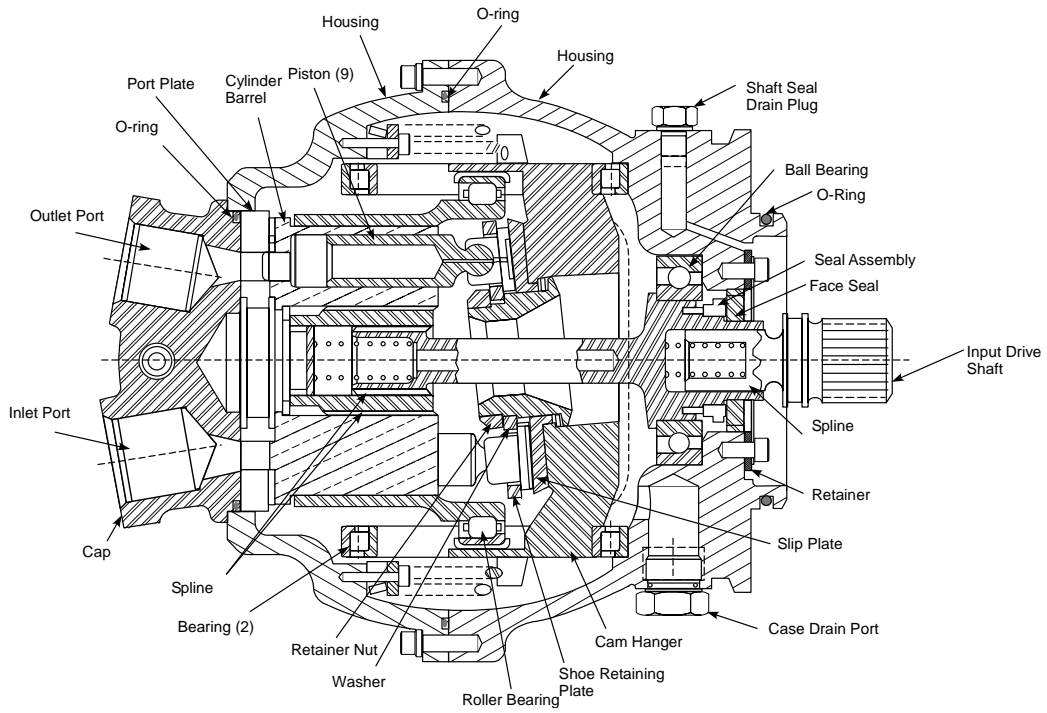 O-ring
Housing
Housing
Cylinder
Barrel
Piston (9)
Port Plate
O-ring
Shaft Seal
Drain Plug
Ball Bearing
O-Ring
Outlet Port
Seal Assembly
Face Seal
Input Drive
Shaft
Inlet Port
Spline
Retainer
Cap
Slip Plate
Spline
Bearing (2)
Retainer Nut
Washer
Roller Bearing
Shoe Retaining
Plate
Cam Hanger
Case Drain Port